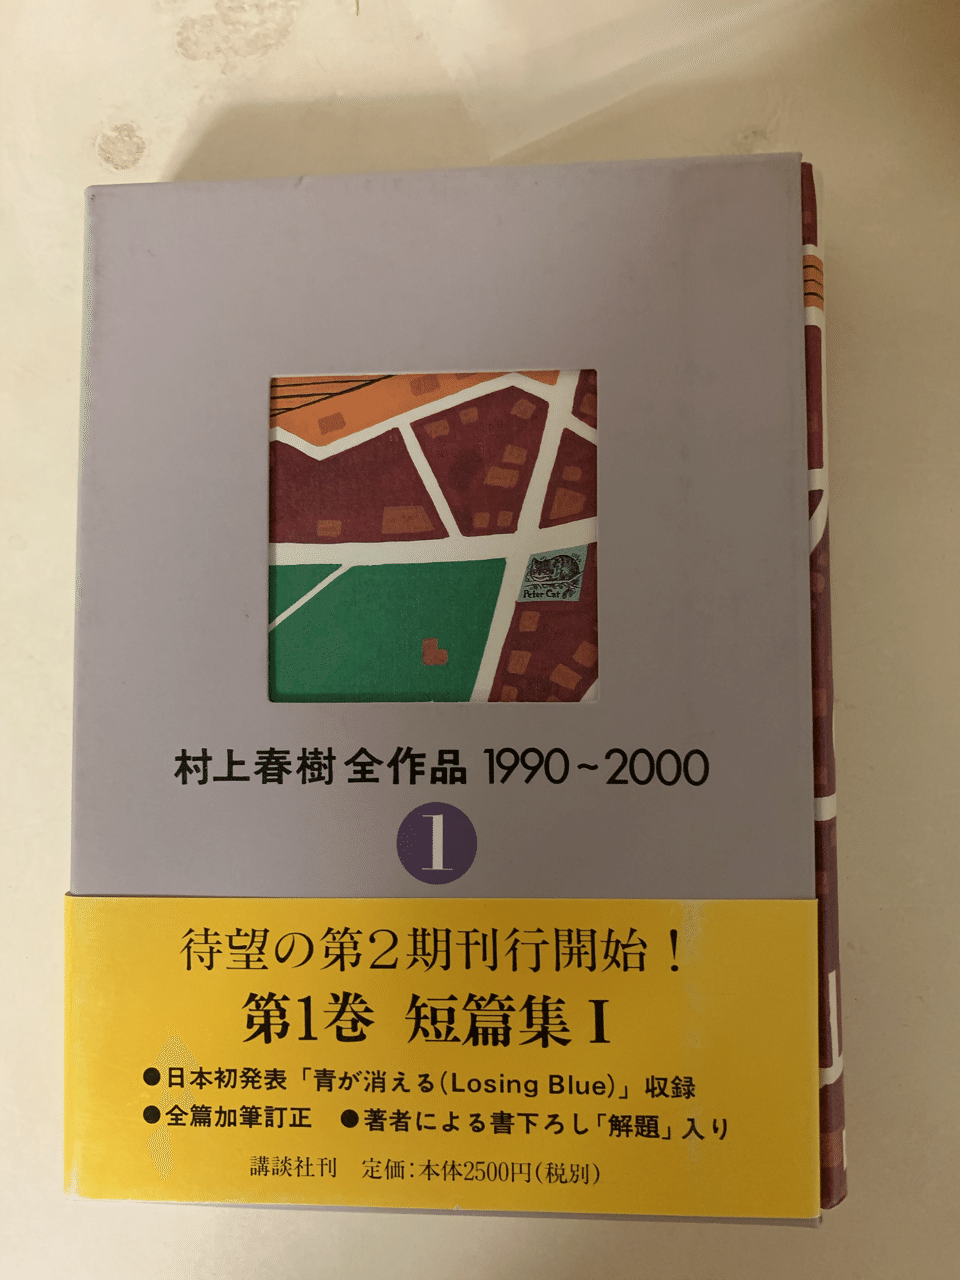 Peter Cat
村上春樹 全作品 1990~2000
1
待望の第2期刊行開始!
第1巻 短篇集 I
●日本初発表「青が消える(Losing Blue)」収録
●全篇加筆訂正 ●著者による書下ろし「解題」入り
講談社刊 定価:本体2500円(税別)